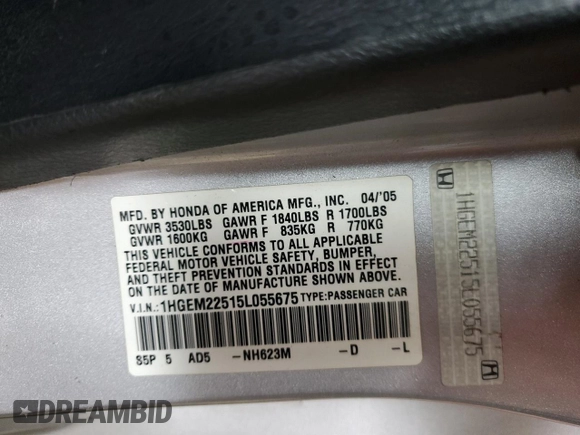 MFD. BY HONDA OF AMERICA MFG., INC. 04/'05
GVWR 3530LBS GAWR F 1840LBS R 1700LBS
GVWR 1600KG GAWR F 835KG R 770KG
THIS VEHICLE CONFORMS TO ALL APPLICABLE
FEDERAL MOTOR VEHICLE SAFETY, BUMPER,
AND THEFT PREVENTION STANDARDS IN EFFECT
ON THE DATE OF MANUFACTURE SHOWN ABOVE.
V.I.N.: 1HGEM22515L055675 TYPE:PASSENGER CAR
S5P 5 AD5 -NH623M -D -L
1HGEM22515L055675
DREAMBID